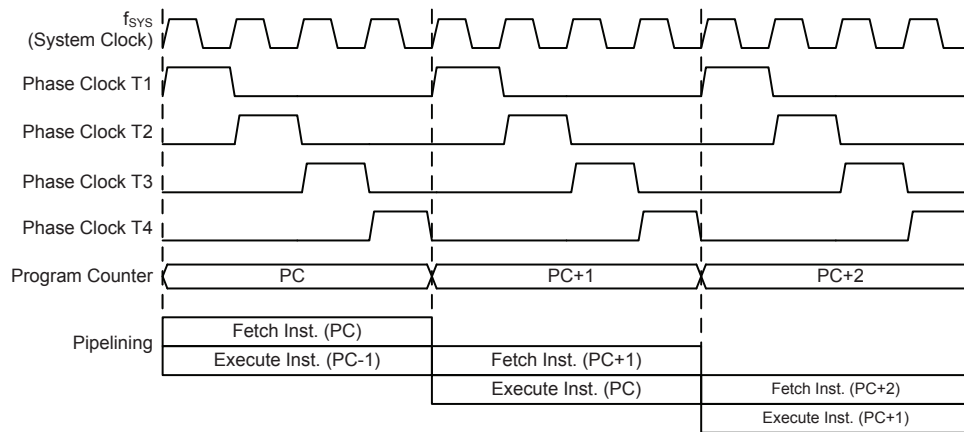 fSYS
(System Clock)
Phase Clock T1
Phase Clock T2
Phase Clock T3
Phase Clock T4
Program Counter PC PC+1 PC+2
Pipelining
Fetch Inst. (PC)
Execute Inst. (PC-1) Fetch Inst. (PC+1)
Execute Inst. (PC) Fetch Inst. (PC+2)
Execute Inst. (PC+1)